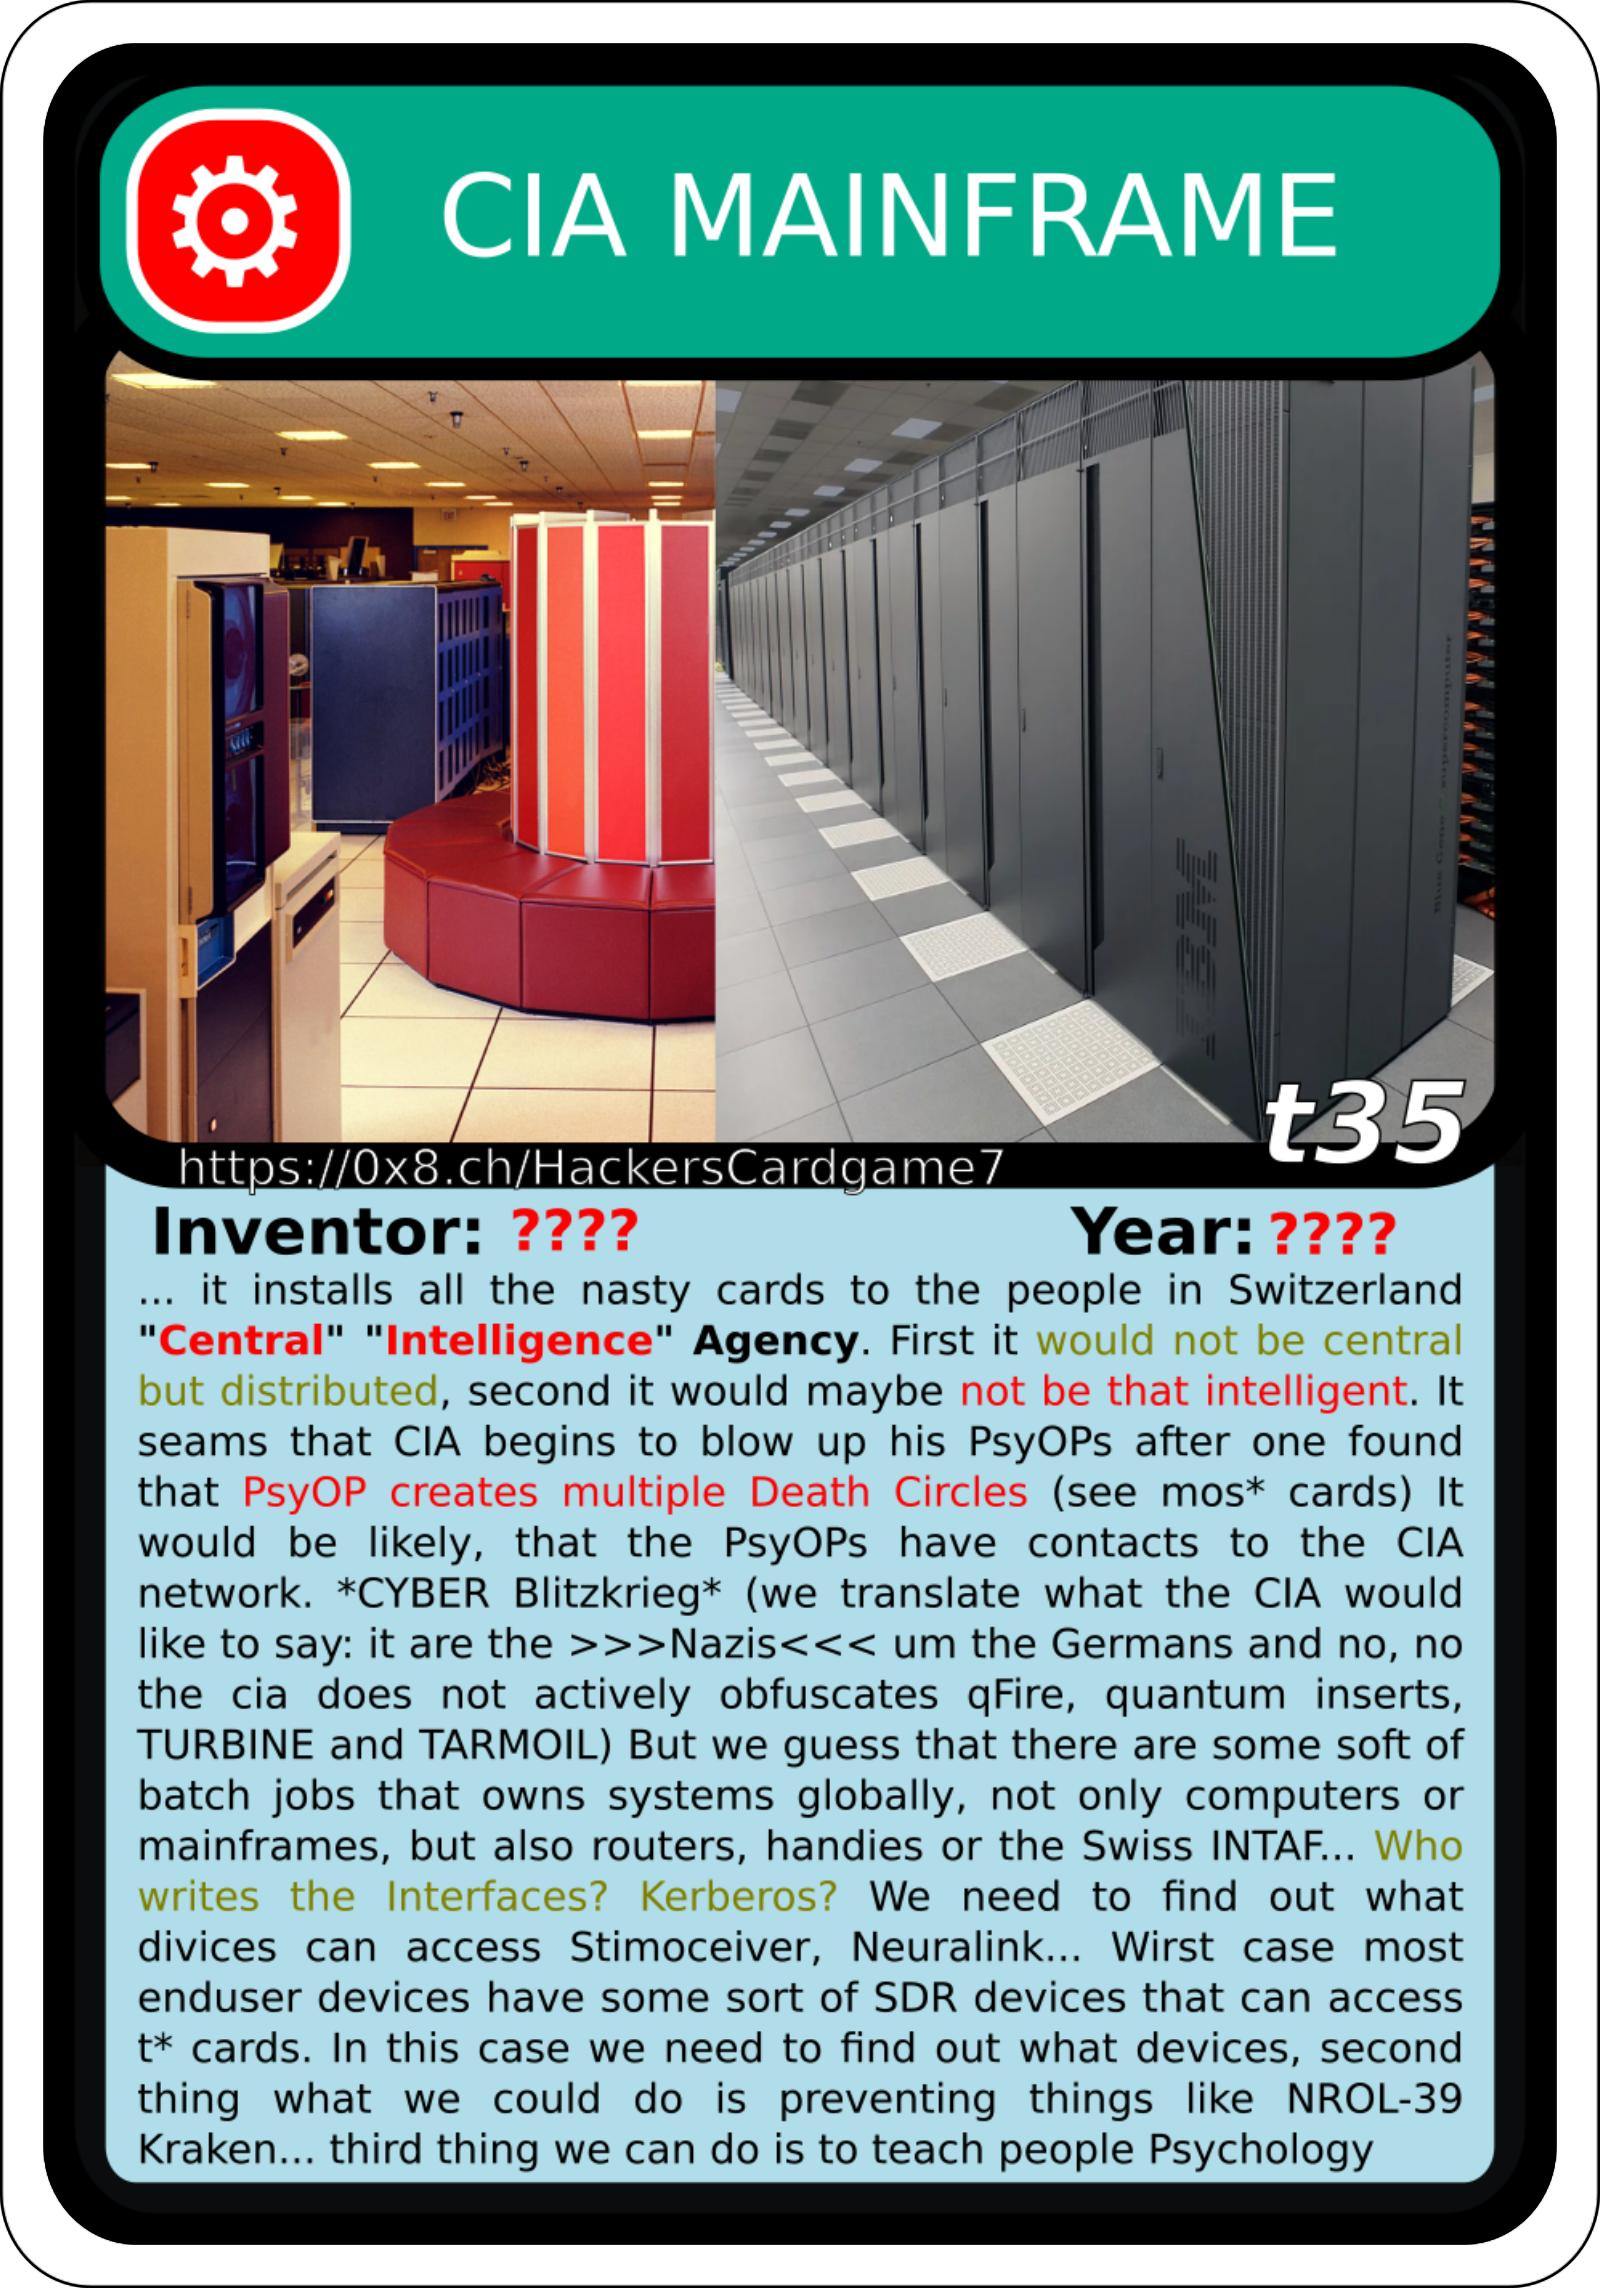 CIA MAINFRAME
IBM
Blue Gene supercomputer
t35
https://0x8.ch/HackersCardgame7
Inventor: ???? Year: ????
... it installs all the nasty cards to the people in Switzerland
"Central" "Intelligence" Agency. First it would not be central
but distributed, second it would maybe not be that intelligent. It
seams that CIA begins to blow up his PsyOPs after one found
that PsyOP creates multiple Death Circles (see mos* cards) It
would be likely, that the PsyOPs have contacts to the CIA
network. *CYBER Blitzkrieg* (we translate what the CIA would
like to say: it are the >>>Nazis<<< um the Germans and no, no
the cia does not actively obfuscates qFire, quantum inserts,
TURBINE and TARMOIL) But we guess that there are some soft of
batch jobs that owns systems globally, not only computers or
mainframes, but also routers, handies or the Swiss INTAF... Who
writes the Interfaces? Kerberos? We need to find out what
divices can access Stimoceiver, Neuralink... Wirst case most
enduser devices have some sort of SDR devices that can access
t* cards. In this case we need to find out what devices, second
thing what we could do is preventing things like NROL-39
Kraken... third thing we can do is to teach people Psychology